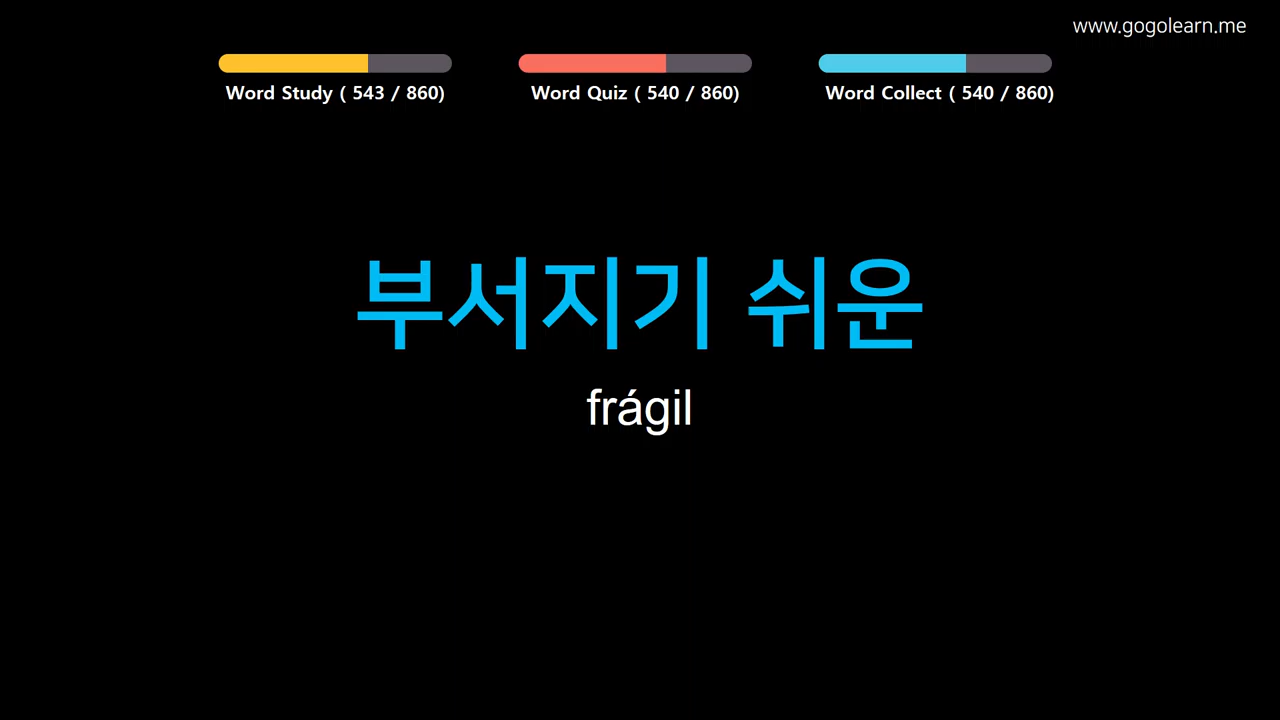 www.gogolearn.me
Word Study ( 543 / 860)
Word Quiz ( 540 / 860)
Word Collect ( 540 / 860)
부서지기 쉬운
frágil